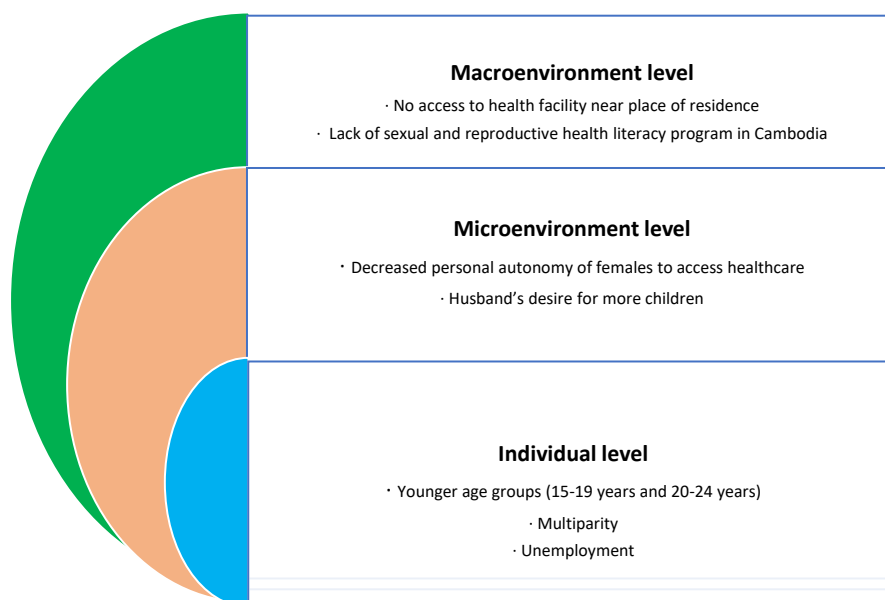 Macroenvironment level
· No access to health facility near place of residence
· Lack of sexual and reproductive health literacy program in Cambodia
Microenvironment level
· Decreased personal autonomy of females to access healthcare
· Husband’s desire for more children
Individual level
· Younger age groups (15-19 years and 20-24 years)
· Multiparity
· Unemployment